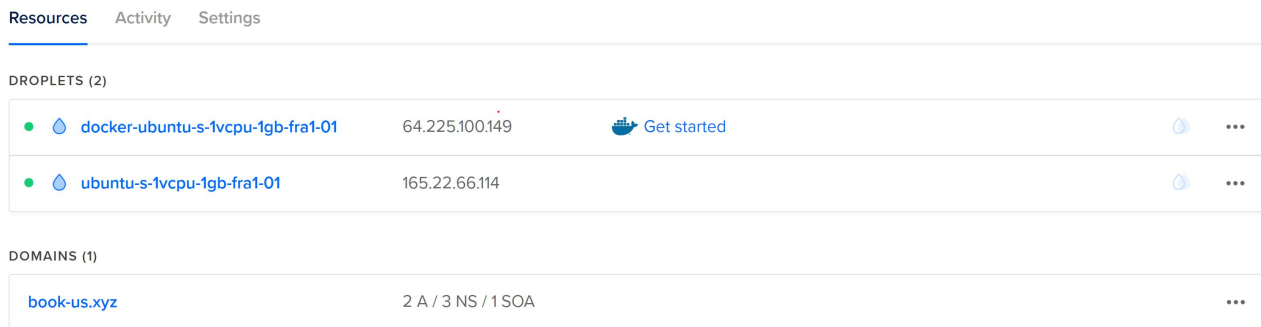 Resources Activity Settings
DROPLETS (2)
docker-ubuntu-s-1vcpu-1gb-fra1-01 64.225.100.149 Get started
ubuntu-s-1vcpu-1gb-fra1-01 165.22.66.114
DOMAINS (1)
book-us.xyz 2 A / 3 NS / 1 SOA